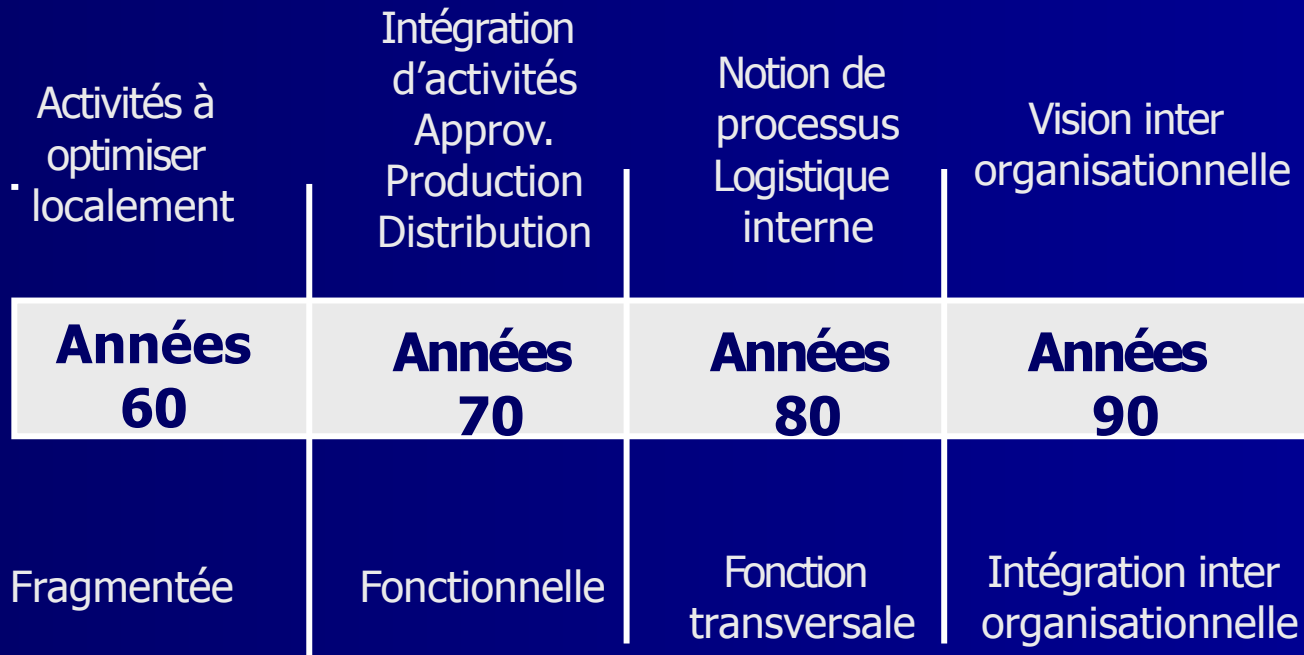 Activités à
optimiser
localement
Intégration
d’activités
Approv.
Production
Distribution
Notion de
processus
Logistique
interne
Vision inter
organisationnelle
Années
60
Années
70
Années
80
Années
90
Fragmentée
Fonctionnelle
Fonction
transversale
Intégration inter
organisationnelle